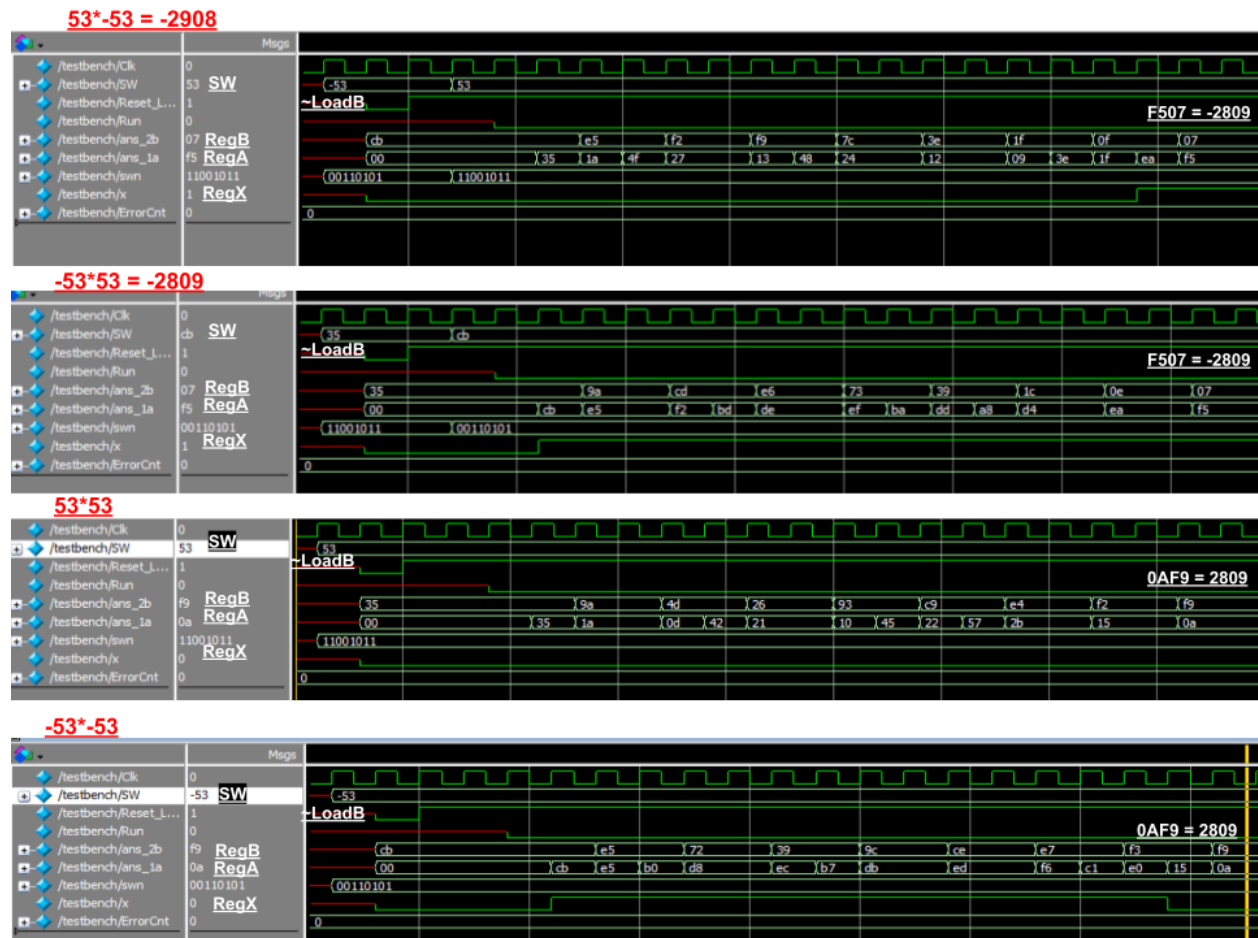 53*-53 = -2908
Msgs
/testbench/Clk 0
/testbench/SW 53 SW -53 53
/testbench/Reset_L... 1 ~LoadB
/testbench/Run 0 F507 = -2809
/testbench/ans_2b 07 RegB cb e5 f2 f9 7c 3e 1f 0f 07
/testbench/ans_1a f5 RegA 00 35 1a 4f 27 13 48 24 12 09 3e 1f ea f5
/testbench/swn 11001011 00110101 11001011
/testbench/x 1 RegX
/testbench/ErrorCnt 0 0
-53*53 = -2809
Msgs
/testbench/Clk 0
/testbench/SW cb SW 35 cb
/testbench/Reset_L... 1 ~LoadB
/testbench/Run 0 F507 = -2809
/testbench/ans_2b 07 RegB 35 9a cd e6 73 39 1c 0e 07
/testbench/ans_1a f5 RegA 00 cb e5 f2 bd de ef ba dd a8 d4 ea f5
/testbench/swn 00110101 11001011 00110101
/testbench/x 1 RegX
/testbench/ErrorCnt 0 0
53*53
/testbench/Clk 0
/testbench/SW 53 SW 53
/testbench/Reset_L... 1 ~LoadB
/testbench/Run 0 0AF9 = 2809
/testbench/ans_2b f9 RegB 35 9a 4d 26 93 c9 e4 f2 f9
/testbench/ans_1a 0a RegA 00 35 1a 0d 42 21 10 45 22 57 2b 15 0a
/testbench/swn 11001011 11001011
/testbench/x 0 RegX
/testbench/ErrorCnt 0 0
-53*-53
Msgs
/testbench/Clk 0
/testbench/SW -53 SW -53
/testbench/Reset_L... 1 ~LoadB
/testbench/Run 0 0AF9 = 2809
/testbench/ans_2b f9 RegB cb e5 72 39 9c ce e7 f3 f9
/testbench/ans_1a 0a RegA 00 cb e5 b0 d8 ec b7 db ed f6 c1 e0 15 0a
/testbench/swn 00110101 00110101
/testbench/x 0 RegX
/testbench/ErrorCnt 0 0